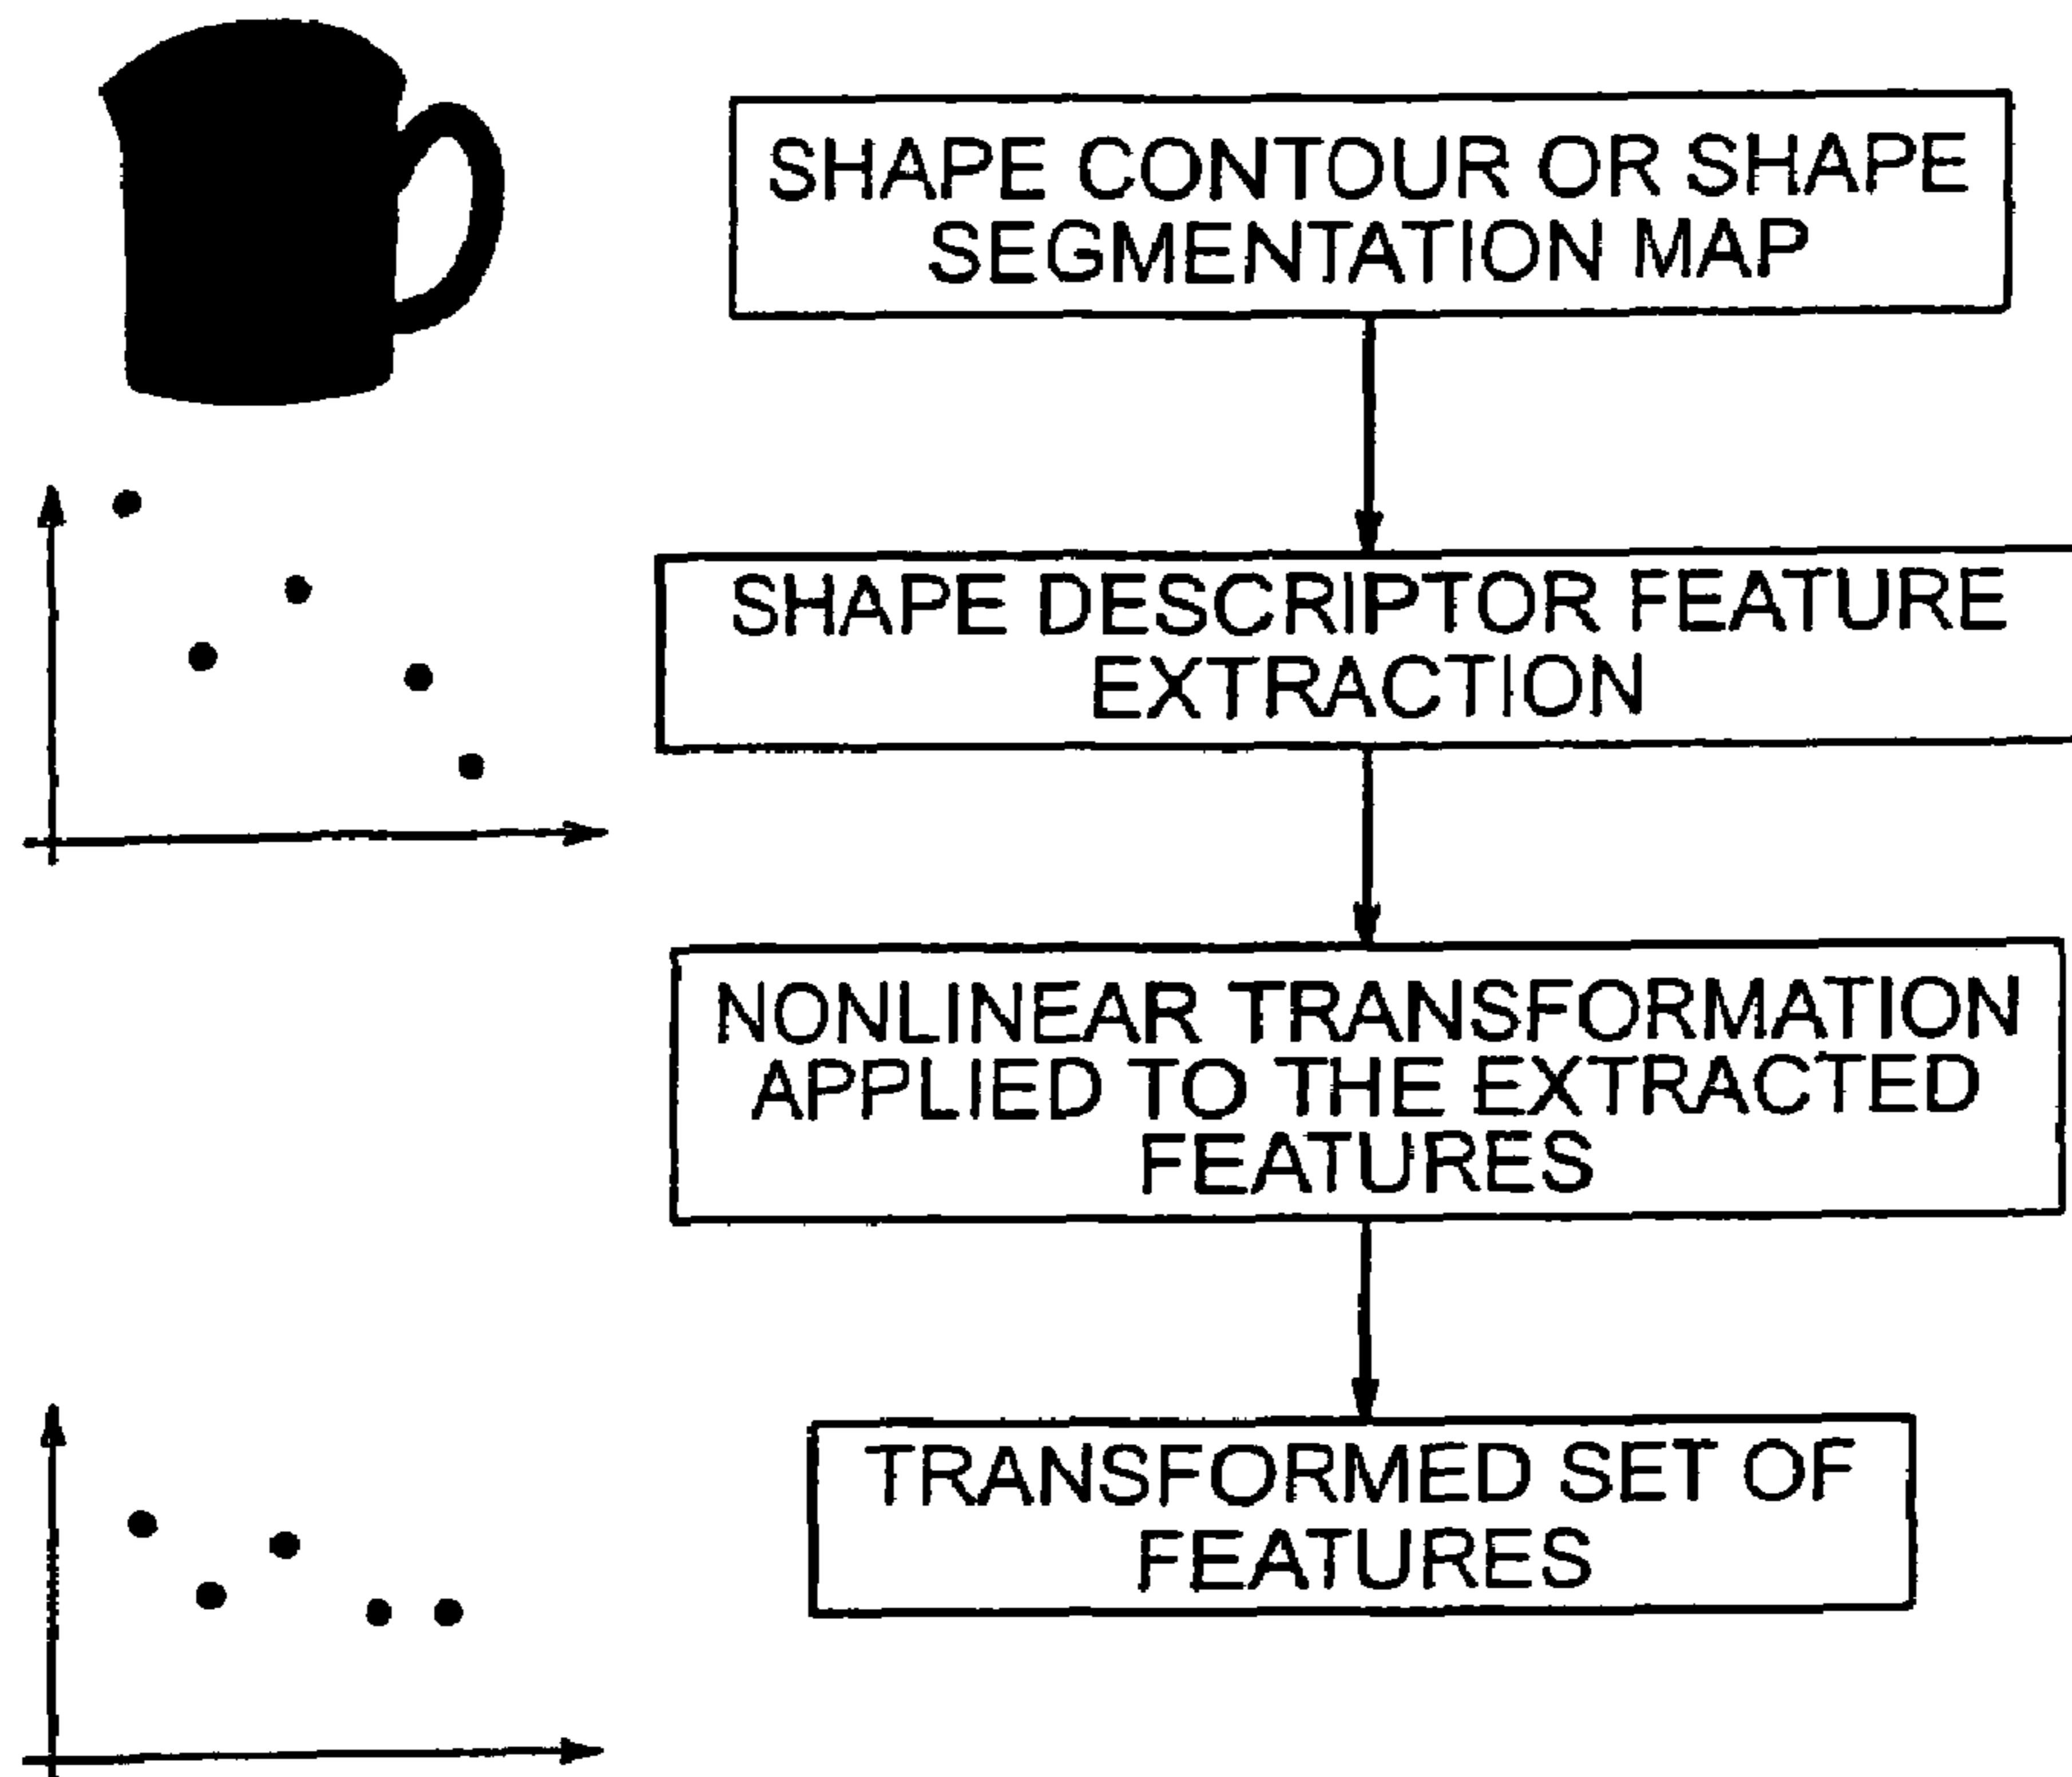 SHAPE CONTOUR OR SHAPE
SEGMENTATION MAP
SHAPE DESCRIPTOR FEATURE
EXTRACTION
NONLINEAR TRANSFORMATION
APPLIED TO THE EXTRACTED
FEATURES
TRANSFORMED SET OF
FEATURES